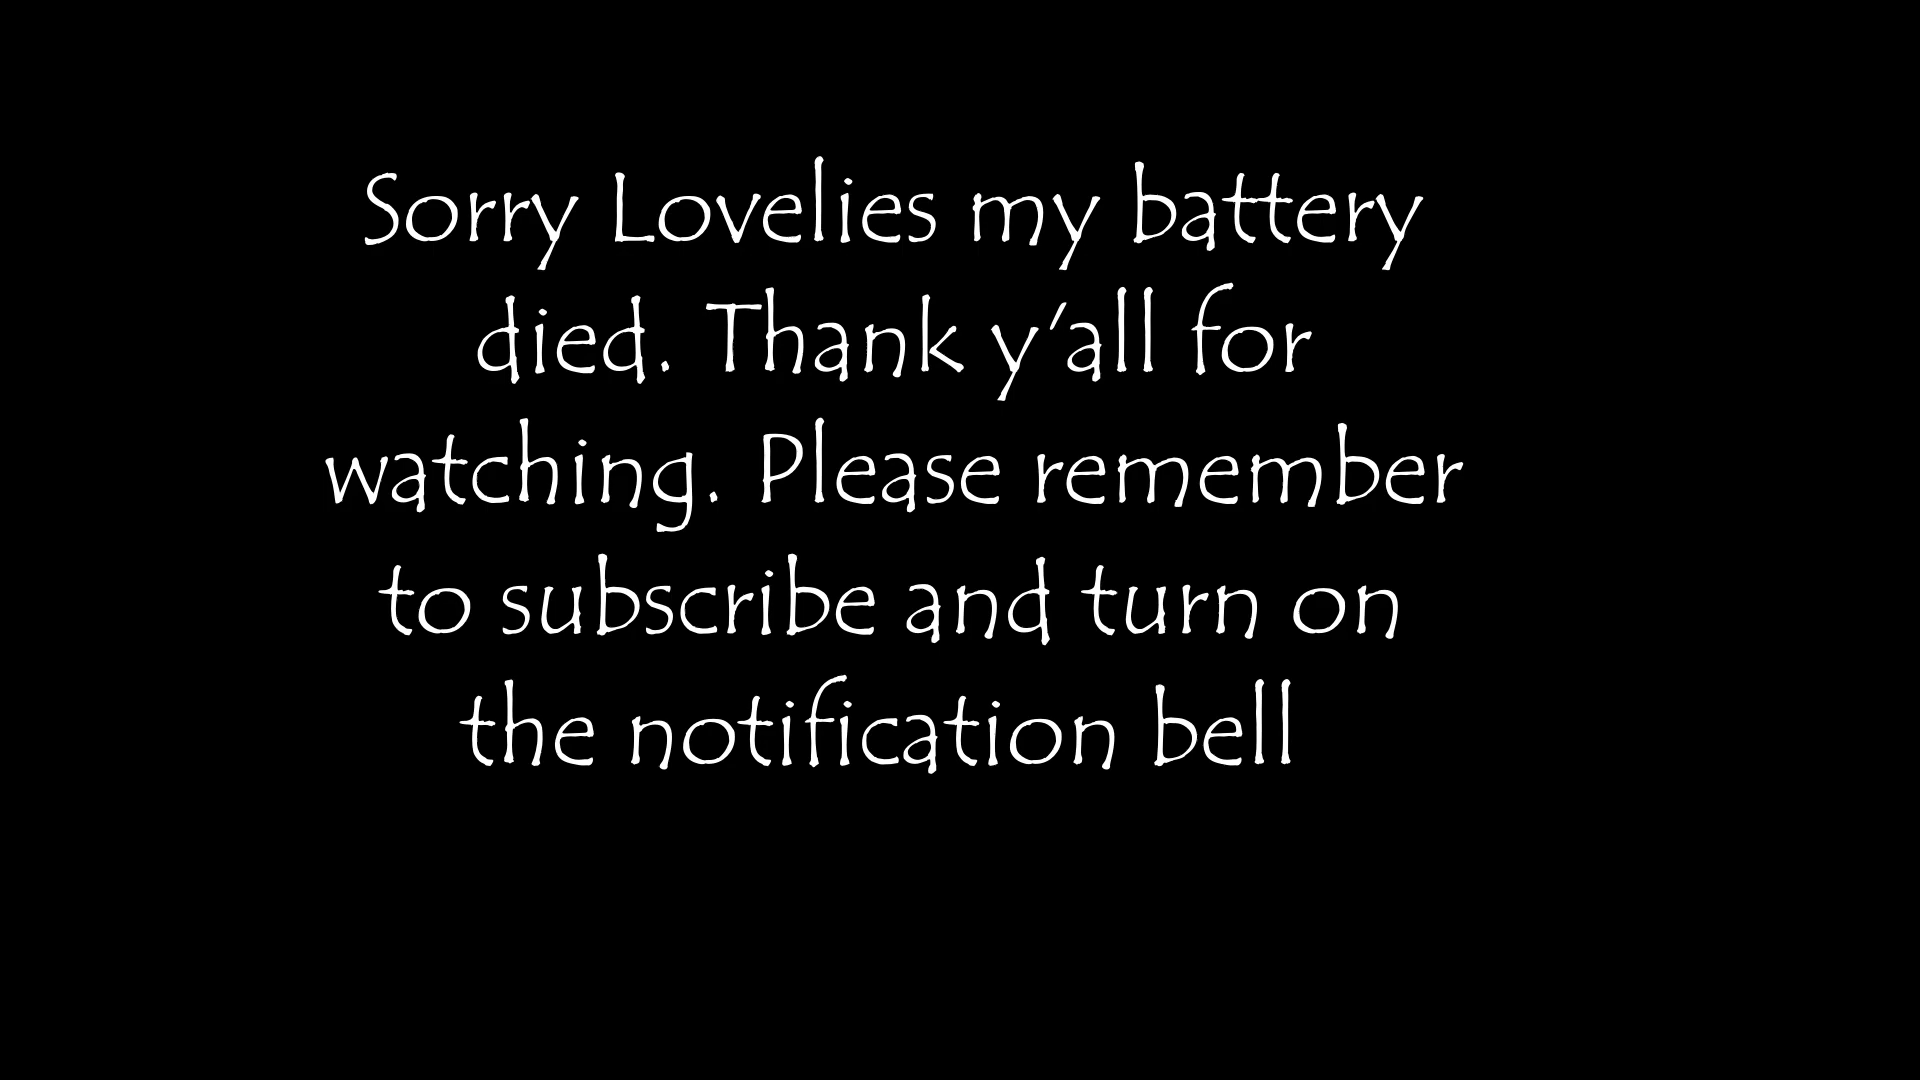 Sorry Lovelies my battery
died. Thank y'all for
watching. Please remember
to subscribe and turn on
the notification bell